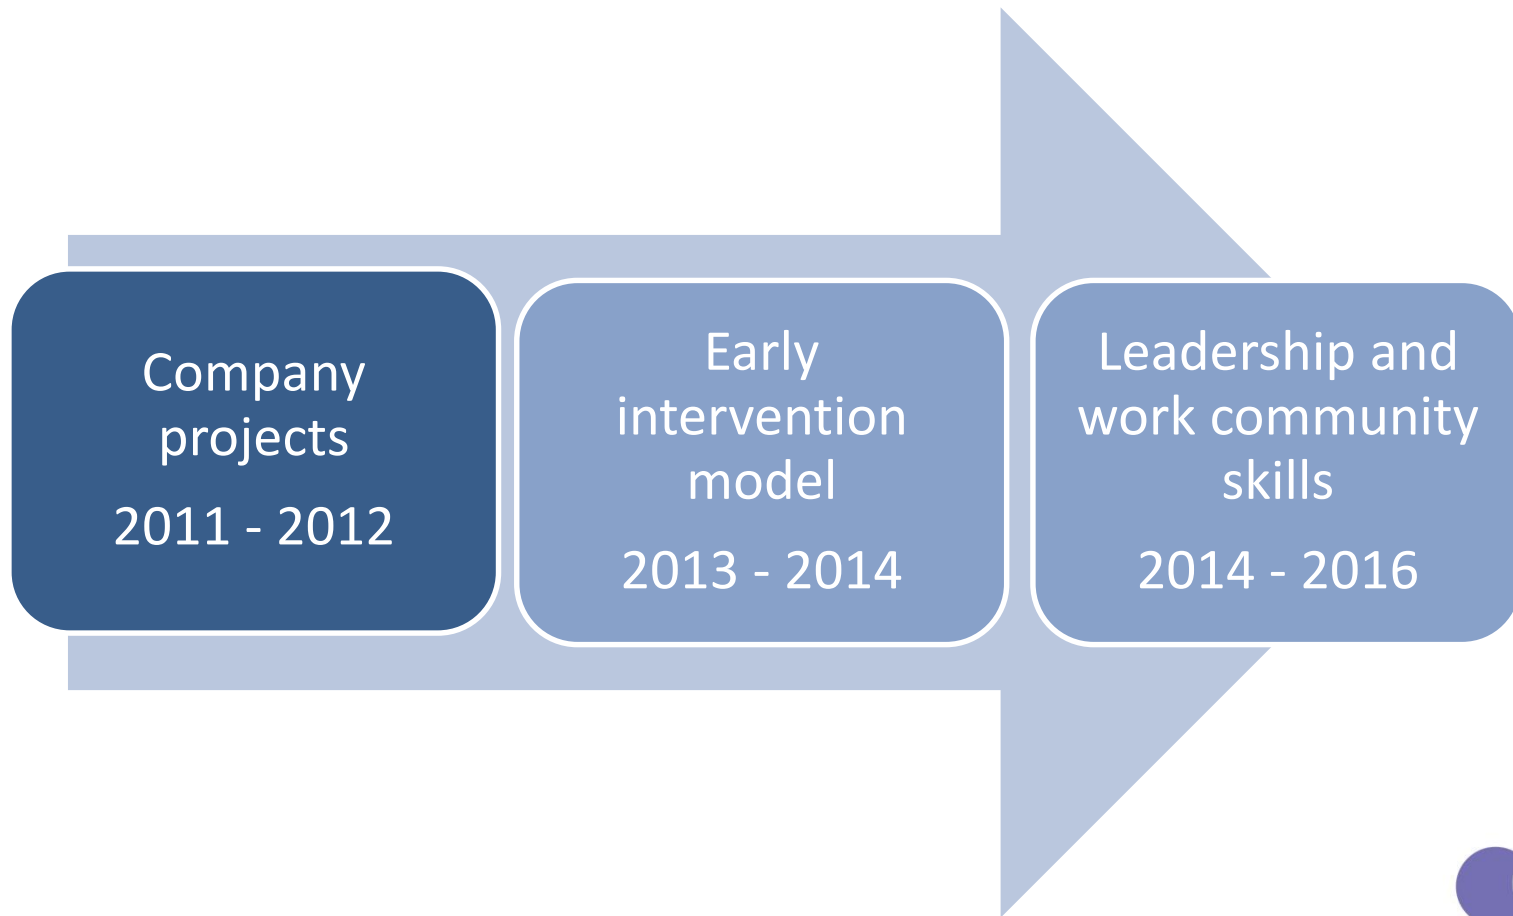 Company
projects
2011 - 2012
Early
intervention
model
2013 - 2014
Leadership and
work community
skills
2014 - 2016